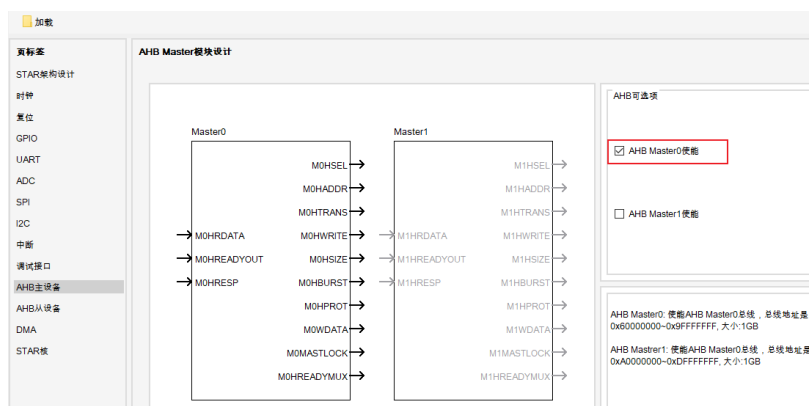 加载
页标签
STAR架构设计
时钟
复位
GPIO
UART
ADC
SPI
I2C
中断
调试接口
AHB主设备
AHB从设备
DMA
STAR核
AHB Master模块设计
Master0
M0HSEL
M0HADDR
M0HTRANS
M0HRDATA
M0HWRITE
M0HREADYOUT
M0HSIZE
M0HRESP
M0HBURST
M0HPROT
M0WDATA
M0MASTLOCK
M0HREADYMUX
Master1
M1HSEL
M1HADDR
M1HTRANS
M1HRDATA
M1HWRITE
M1HREADYOUT
M1HSIZE
M1HRESP
M1HBURST
M1HPROT
M1WDATA
M1MASTLOCK
M1HREADYMUX
AHB可选项
AHB Master0使能
AHB Master1使能
AHB Master0: 使能AHB Master0总线，总线地址是
0x60000000~0x9FFFFFFF, 大小:1GB
AHB Mastrer1: 使能AHB Master0总线，总线地址是
0xA0000000~0xDFFFFFFF, 大小:1GB